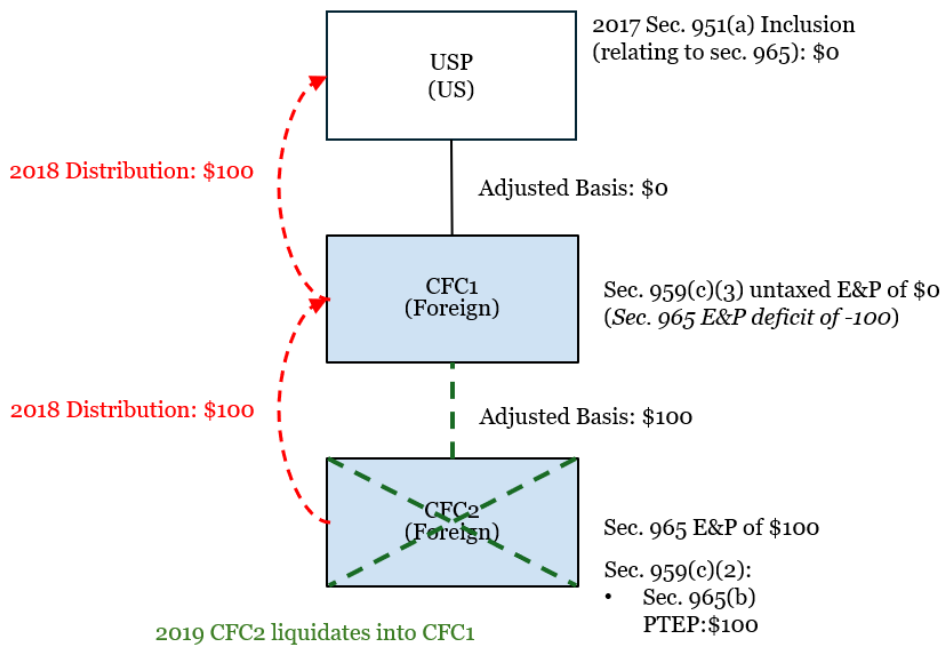 2017 Sec. 951(a) Inclusion
(relating to sec. 965): $0
USP
(US)
2018 Distribution: $100
Adjusted Basis: $0
CFC1
(Foreign)
Sec. 959(c)(3) untaxed E&P of $0
(Sec. 965 E&P deficit of -100)
2018 Distribution: $100
Adjusted Basis: $100
CFC2
(Foreign)
Sec. 965 E&P of $100
Sec. 959(c)(2):
• Sec. 965(b)
PTEP:$100
2019 CFC2 liquidates into CFC1